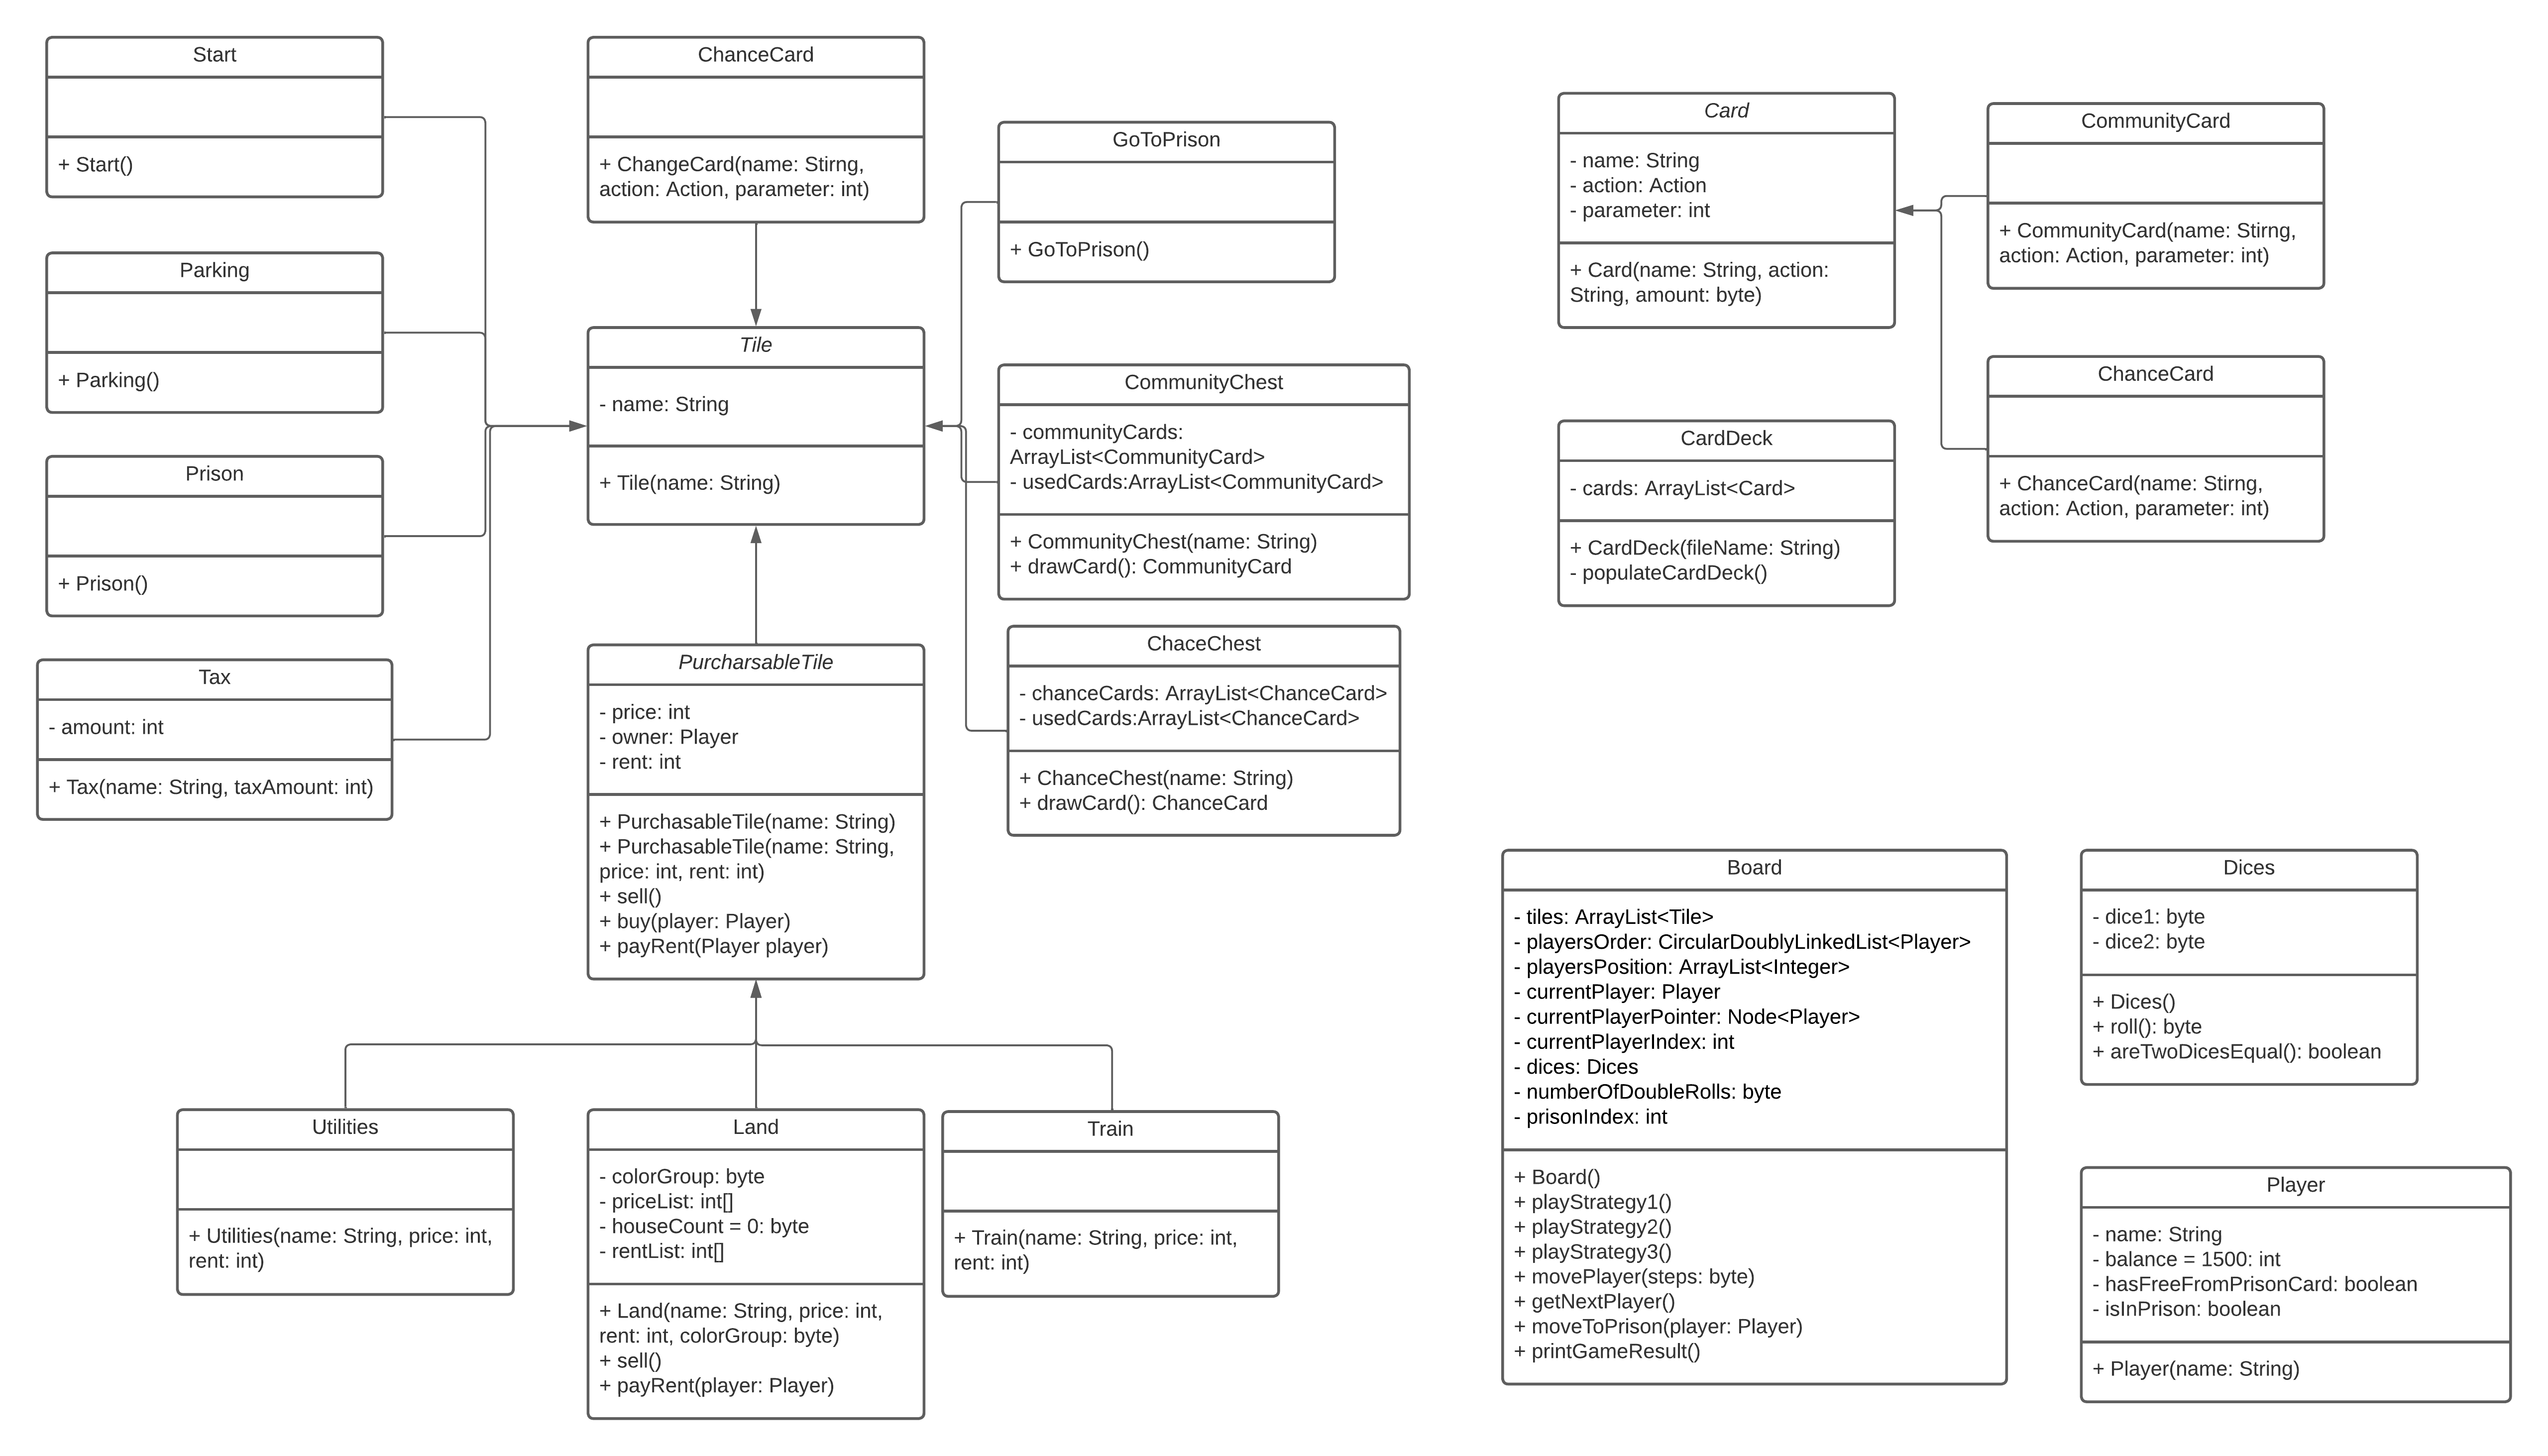 Start
+ Start()
Parking
+ Parking()
Prison
+ Prison()
Tax
- amount: int
+ Tax(name: String, taxAmount: int)
ChanceCard
+ ChangeCard(name: Stirng,
action: Action, parameter: int)
Tile
- name: String
+ Tile(name: String)
PurcharsableTile
- price: int
- owner: Player
- rent: int
+ PurchasableTile(name: String)
+ PurchasableTile(name: String,
price: int, rent: int)
+ sell()
+ buy(player: Player)
+ payRent(Player player)
GoToPrison
+ GoToPrison()
CommunityChest
- communityCards:
ArrayList<CommunityCard>
- usedCards:ArrayList<CommunityCard>
+ CommunityChest(name: String)
+ drawCard(): CommunityCard
ChaceChest
- chanceCards: ArrayList<ChanceCard>
- usedCards:ArrayList<ChanceCard>
+ ChanceChest(name: String)
+ drawCard(): ChanceCard
Utilities
+ Utilities(name: String, price: int,
rent: int)
Land
- colorGroup: byte
- priceList: int[]
- houseCount = 0: byte
- rentList: int[]
+ Land(name: String, price: int,
rent: int, colorGroup: byte)
+ sell()
+ payRent(player: Player)
Train
+ Train(name: String, price: int,
rent: int)
Card
- name: String
- action: Action
- parameter: int
+ Card(name: String, action:
String, amount: byte)
CommunityCard
+ CommunityCard(name: Stirng,
action: Action, parameter: int)
ChanceCard
+ ChanceCard(name: Stirng,
action: Action, parameter: int)
CardDeck
- cards: ArrayList<Card>
+ CardDeck(fileName: String)
- populateCardDeck()
Board
- tiles: ArrayList<Tile>
- playersOrder: CircularDoublyLinkedList<Player>
- playersPosition: ArrayList<Integer>
- currentPlayer: Player
- currentPlayerPointer: Node<Player>
- currentPlayerIndex: int
- dices: Dices
- numberOfDoubleRolls: byte
- prisonIndex: int
+ Board()
+ playStrategy1()
+ playStrategy2()
+ playStrategy3()
+ movePlayer(steps: byte)
+ getNextPlayer()
+ moveToPrison(player: Player)
+ printGameResult()
Dices
- dice1: byte
- dice2: byte
+ Dices()
+ roll(): byte
+ areTwoDicesEqual(): boolean
Player
- name: String
- balance = 1500: int
- hasFreeFromPrisonCard: boolean
- isInPrison: boolean
+ Player(name: String)